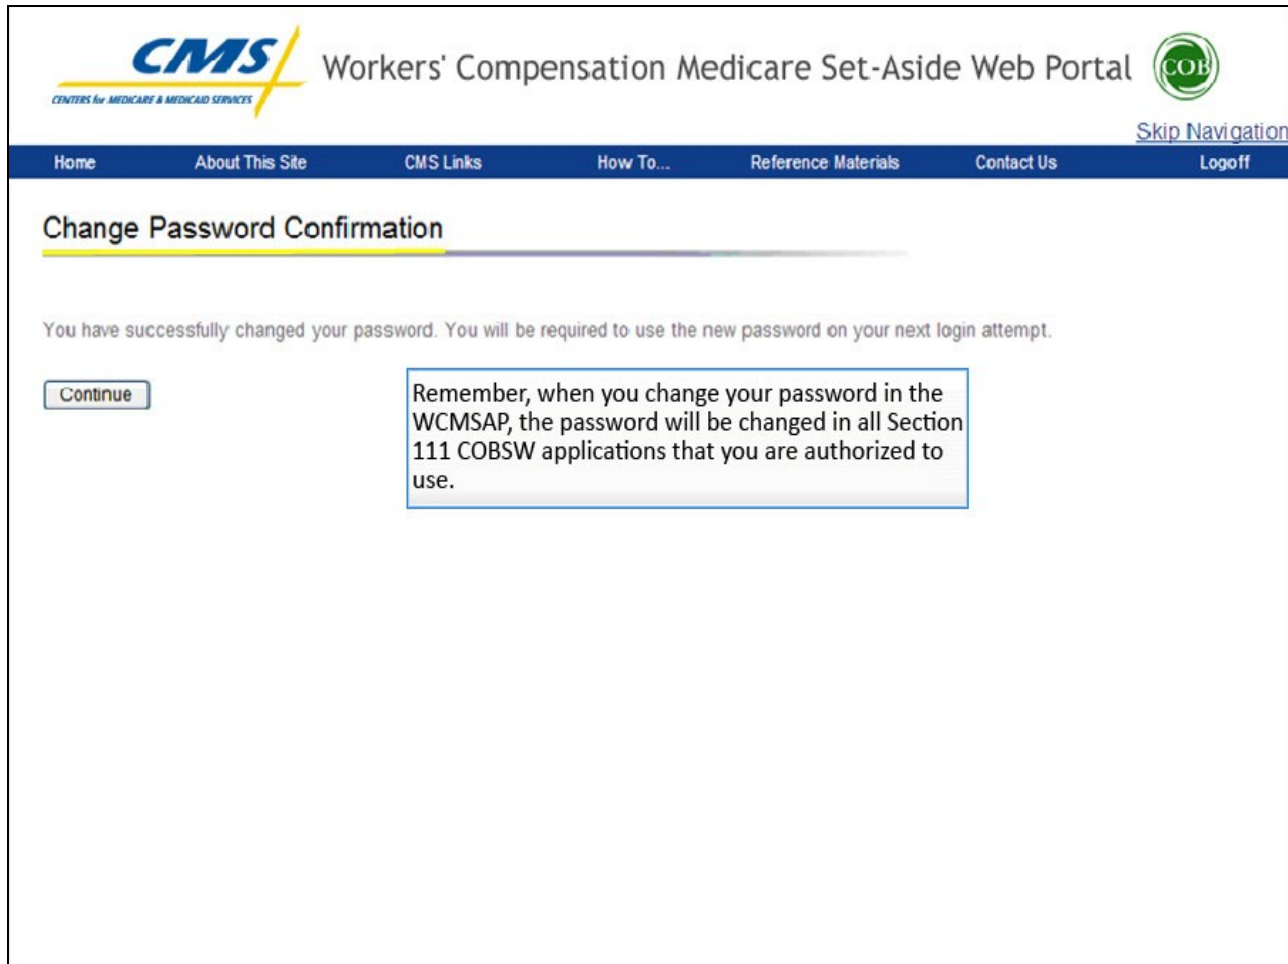 CMS
CENTERS for MEDICARE & MEDICAID SERVICES
Workers' Compensation Medicare Set-Aside Web Portal
COB
Skip Navigation
Home About This Site CMS Links How To... Reference Materials Contact Us Logoff
Change Password Confirmation
You have successfully changed your password. You will be required to use the new password on your next login attempt.
Continue
Remember, when you change your password in the
WCMSAP, the password will be changed in all Section
111 COBSW applications that you are authorized to
use.